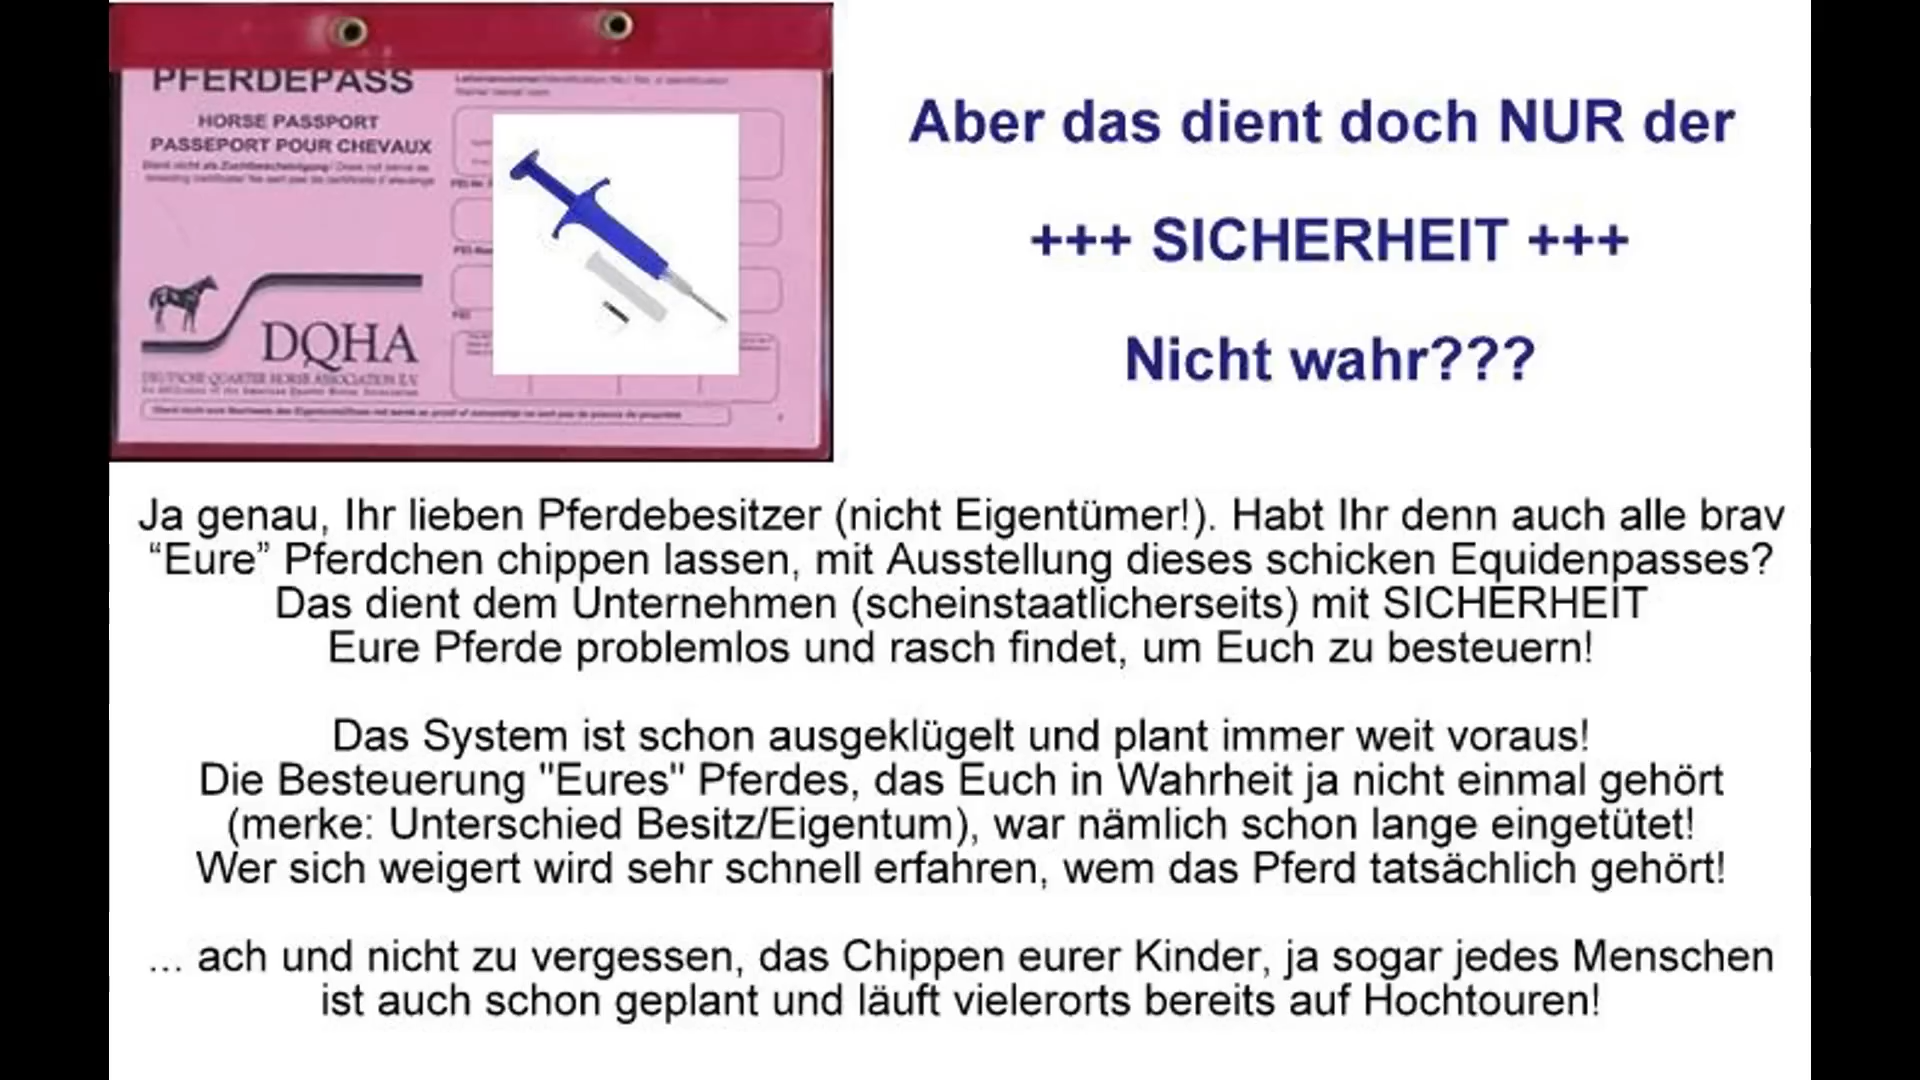 PFERDEPASS
HORSE PASSPORT
PASSEPORT POUR CHEVAUX
DQHA
DEUTSCHE QUARTER HORSE ASSOCIATION E.V.
Aber das dient doch NUR der
+++ SICHERHEIT +++
Nicht wahr???
Ja genau, Ihr lieben Pferdebesitzer (nicht Eigentümer!). Habt Ihr denn auch alle brav
“Eure” Pferdchen chippen lassen, mit Ausstellung dieses schicken Equidenpasses?
Das dient dem Unternehmen (scheinstaatlicherseits) mit SICHERHEIT
Eure Pferde problemlos und rasch findet, um Euch zu besteuern!
Das System ist schon ausgeklügelt und plant immer weit voraus!
Die Besteuerung "Eures" Pferdes, das Euch in Wahrheit ja nicht einmal gehört
(merke: Unterschied Besitz/Eigentum), war nämlich schon lange eingetütet!
Wer sich weigert wird sehr schnell erfahren, wem das Pferd tatsächlich gehört!
... ach und nicht zu vergessen, das Chippen eurer Kinder, ja sogar jedes Menschen
ist auch schon geplant und läuft vielerorts bereits auf Hochtouren!